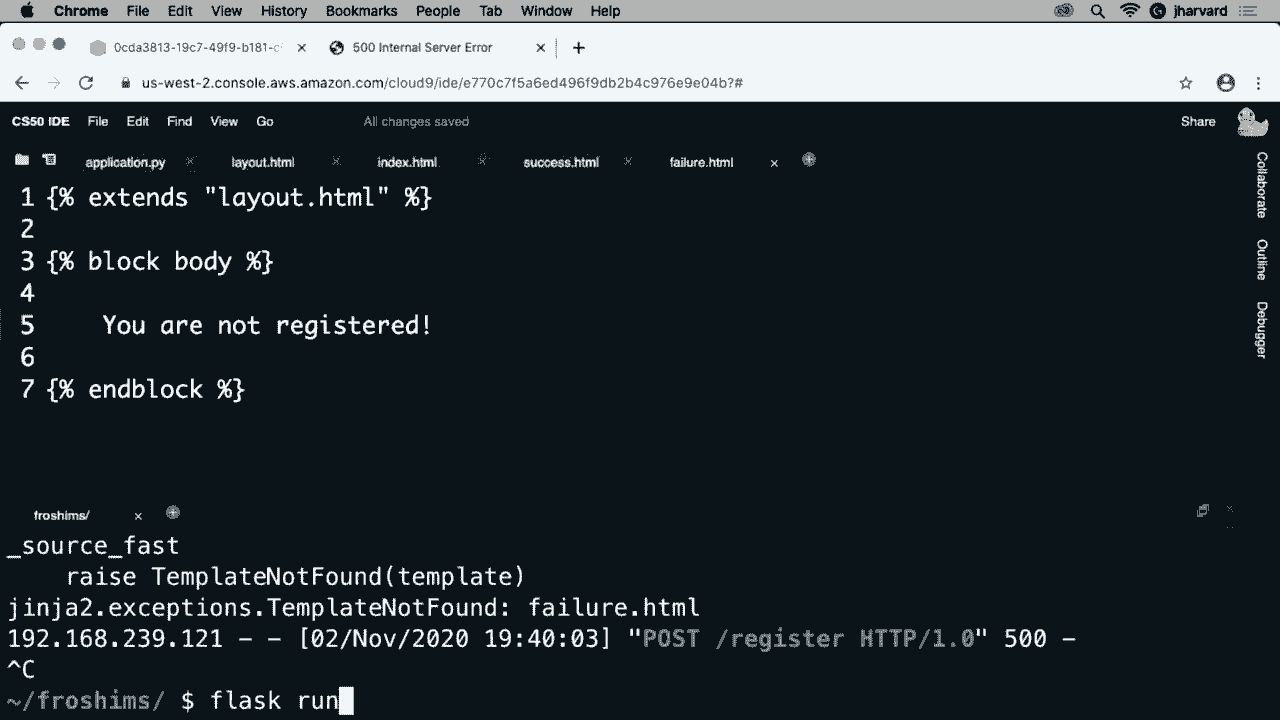 Chrome File Edit View History Bookmarks People Tab Window Help jharvard
0cda3813-19c7-49f9-b181-c 500 Internal Server Error
us-west-2.console.aws.amazon.com/cloud9/ide/e770c7f5a6ed496f9db2b4c976e9e04b?#
CS50 IDE File Edit Find View Go All changes saved Share
application.py layout.html index.html success.html failure.html
Collaborate
Outline
Debugger
1 {% extends "layout.html" %}
2
3 {% block body %}
4
5 You are not registered!
6
7 {% endblock %}
froshims/
_source_fast
raise TemplateNotFound(template)
jinja2.exceptions.TemplateNotFound: failure.html
192.168.239.121 - - [02/Nov/2020 19:40:03] "POST /register HTTP/1.0" 500 -
^C
~/froshims/ $ flask run